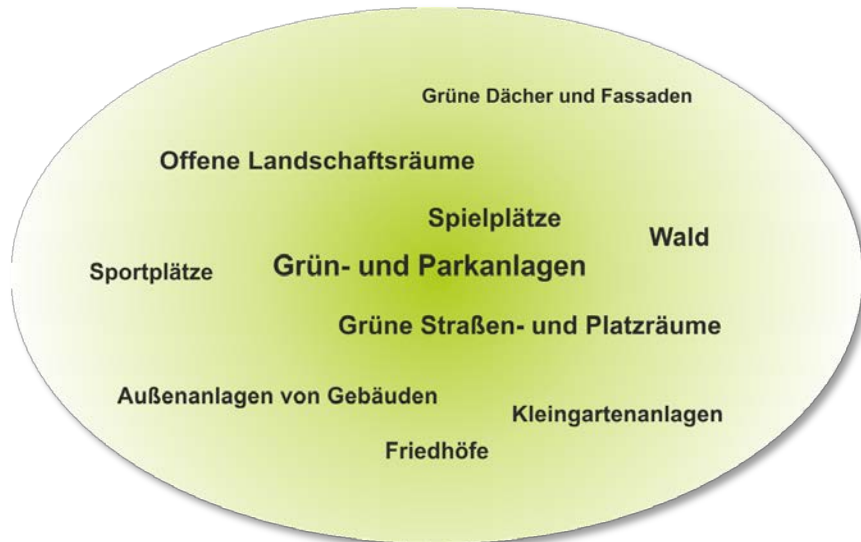 Grüne Dächer und Fassaden
Offene Landschaftsräume
Spielplätze
Wald
Grün- und Parkanlagen
Sportplätze
Grüne Straßen- und Platzräume
Außenanlagen von Gebäuden
Kleingartenanlagen
Friedhöfe